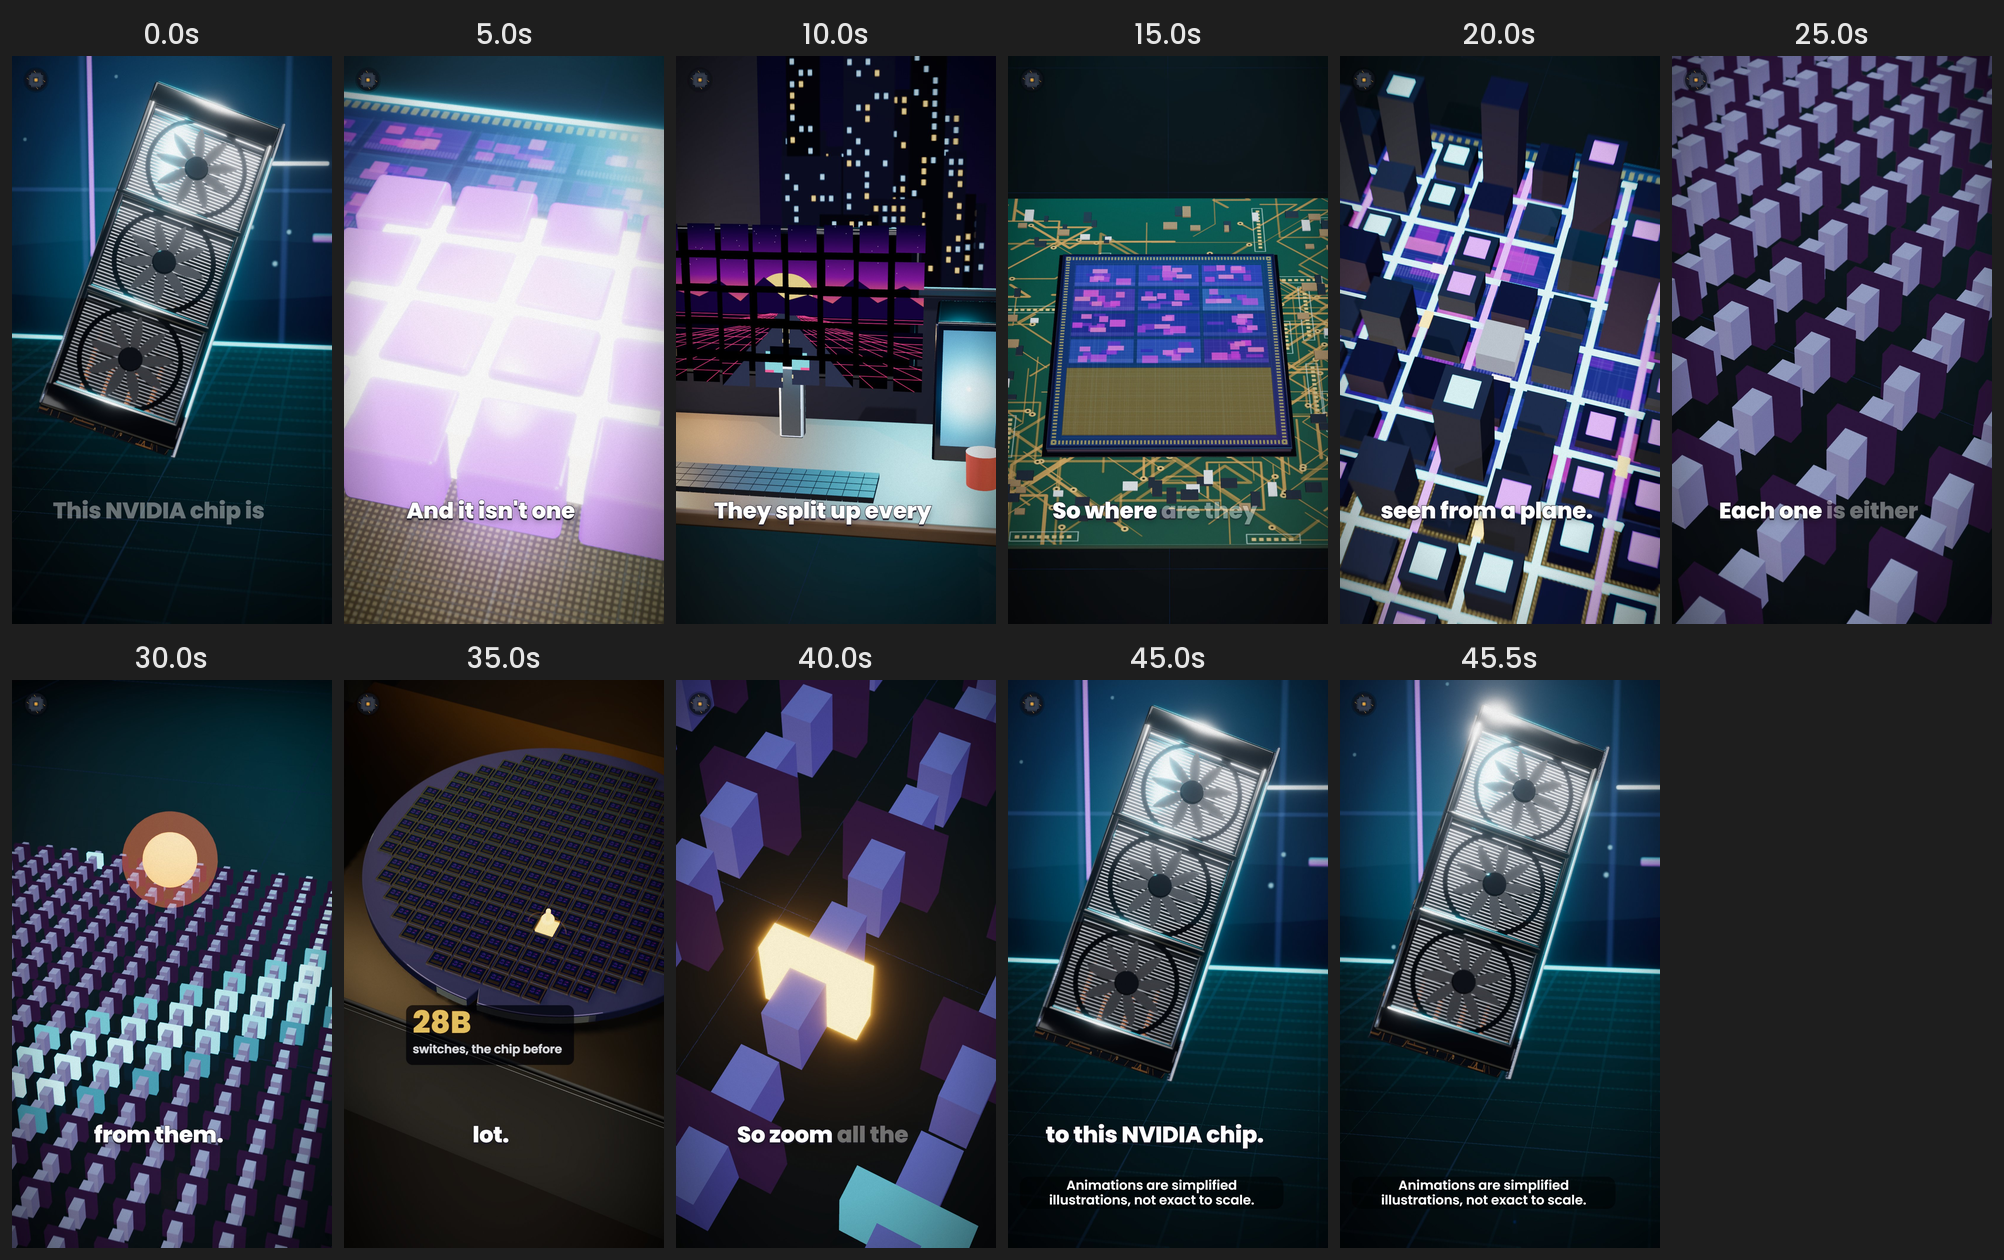 0.0s
5.0s
10.0s
15.0s
20.0s
25.0s
This NVIDIA chip is
And it isn't one
They split up every
So where are they
seen from a plane.
Each one is either
30.0s
35.0s
40.0s
45.0s
45.5s
28B
switches, the chip before
from them.
lot.
So zoom all the
to this NVIDIA chip.
Animations are simplified
illustrations, not exact to scale.
Animations are simplified
illustrations, not exact to scale.